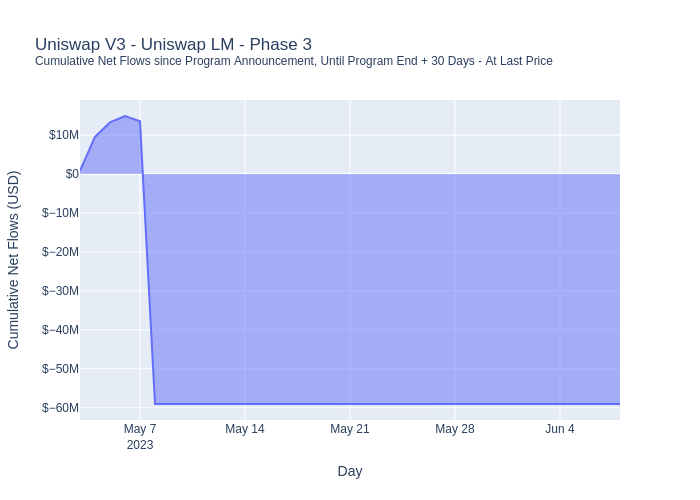 Uniswap V3 - Uniswap LM - Phase 3
Cumulative Net Flows since Program Announcement, Until Program End + 30 Days - At Last Price
$10M
$0
$−10M
$−20M
$−30M
$−40M
$−50M
$−60M
Cumulative Net Flows (USD)
May 7
2023
May 14
May 21
May 28
Jun 4
Day